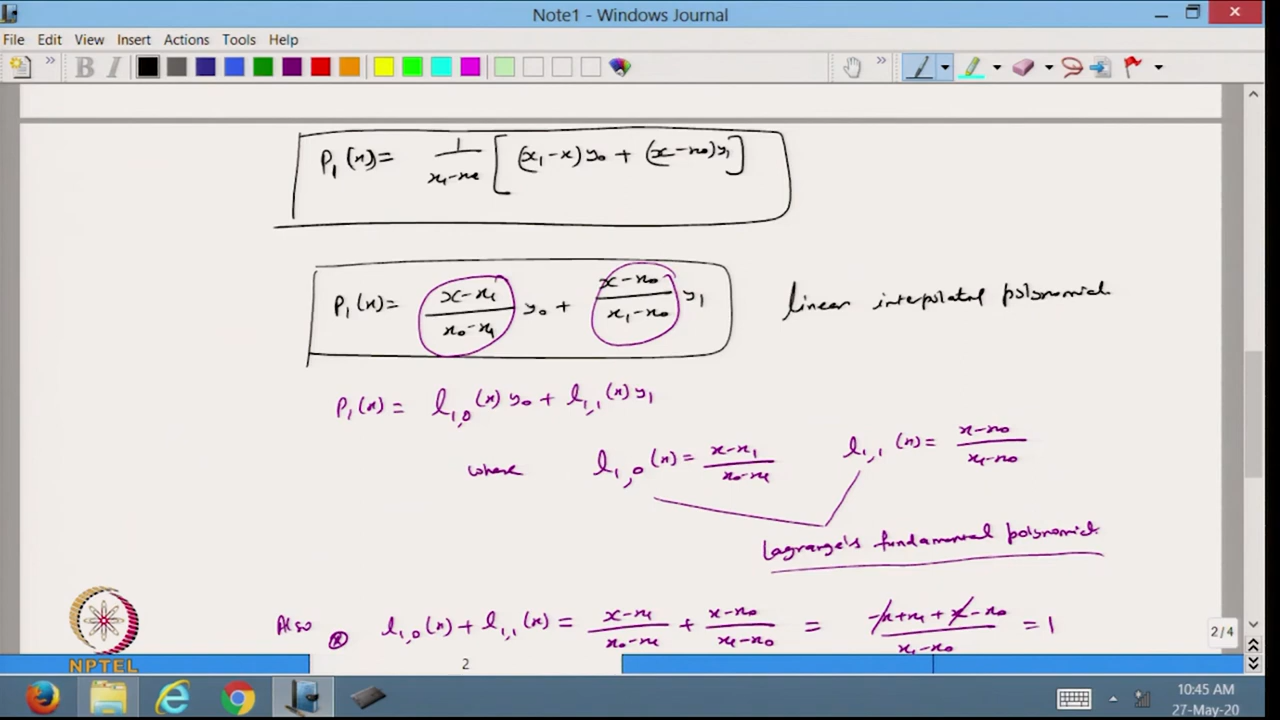 Note1 - Windows Journal
File Edit View Insert Actions Tools Help
P₁(x) = 1/(x₁-x₀) [(x₁-x)y₀ + (x-x₀)y₁]
P₁(x) = (x-x₁)/(x₀-x₁) y₀ + (x-x₀)/(x₁-x₀) y₁ linear interpolated polynomial
P₁(x) = l₁,₀(x) y₀ + l₁,₁(x) y₁
where l₁,₀(x) = (x-x₁)/(x₀-x₁) l₁,₁(x) = (x-x₀)/(x₁-x₀)
Lagrange's fundamental polynomials
Also ⊛ l₁,₀(x) + l₁,₁(x) = (x-x₁)/(x₀-x₁) + (x-x₀)/(x₁-x₀) = (-x+x₁+x-x₀)/(x₁-x₀) = 1
2/4
NPTEL
2
10:45 AM
27-May-20